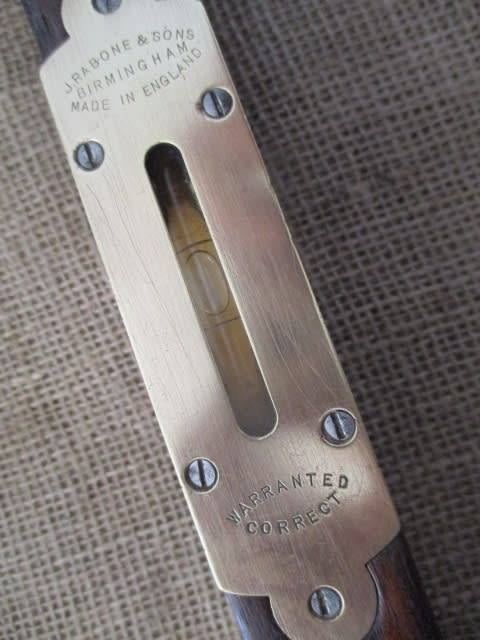 J RABONE & SONS
BIRMINGHAM
MADE IN ENGLAND
WARRANTED
CORRECT